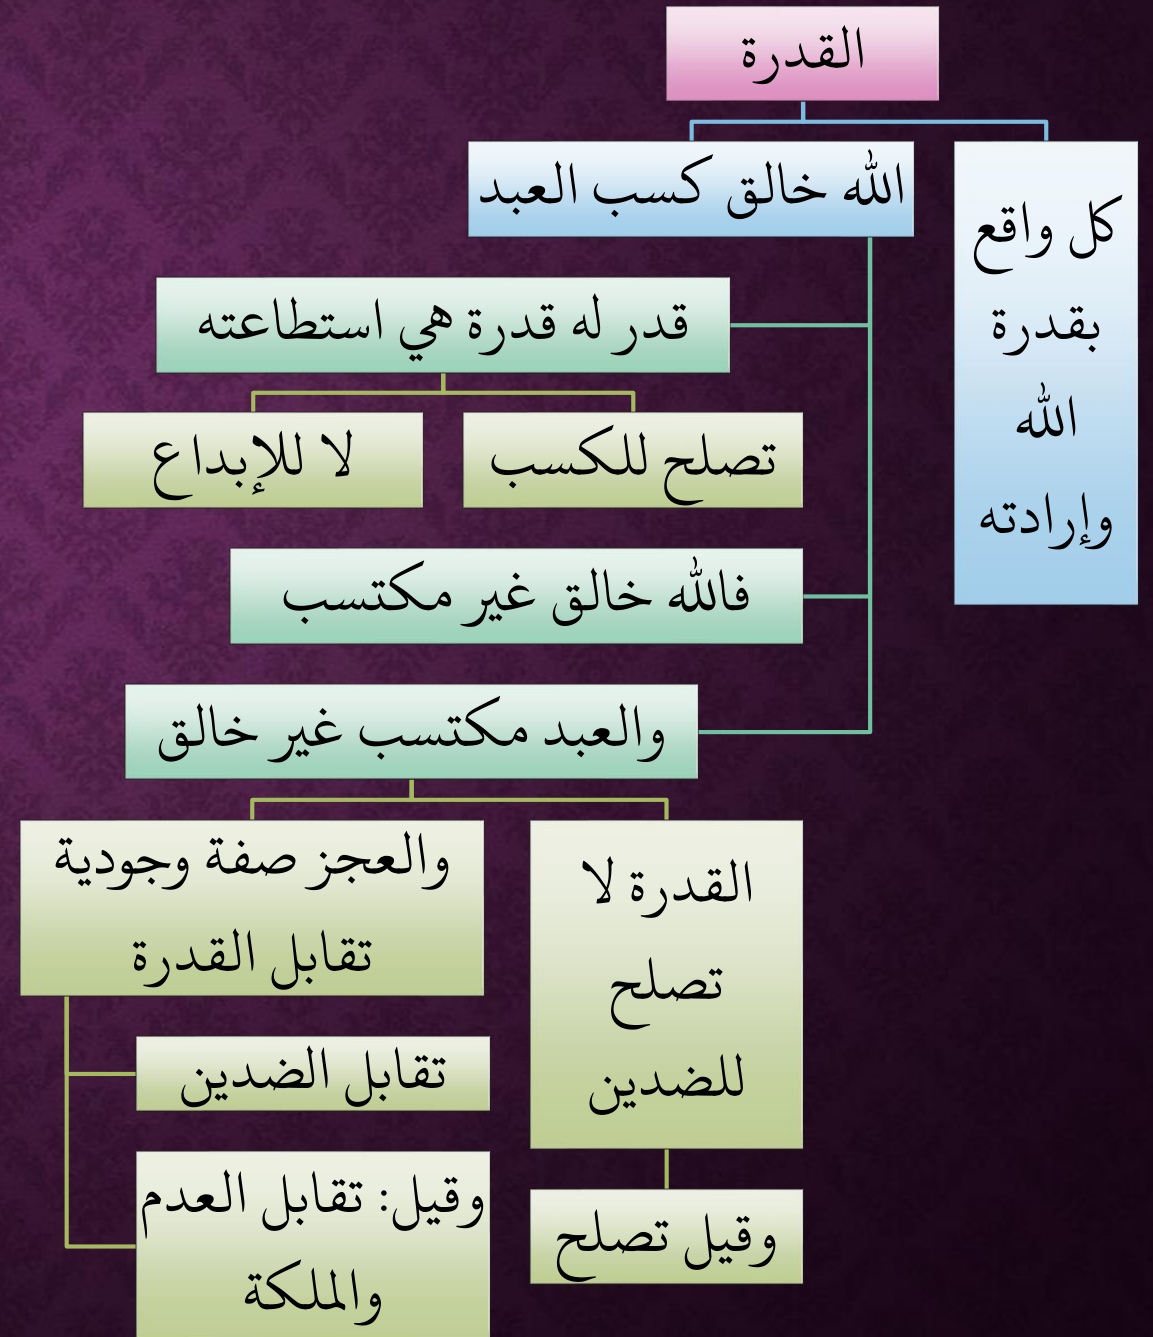 القدرة
كل واقع
بقدرة
الله
وإرادته
الله خالق كسب العبد
قدر له قدرة هي استطاعته
تصلح للكسب
لا للإبداع
فالله خالق غير مكتسب
والعبد مكتسب غير خالق
القدرة لا
تصلح
للضدين
وقيل تصلح
والعجز صفة وجودية
تقابل القدرة
تقابل الضدين
وقيل: تقابل العدم
والملكة